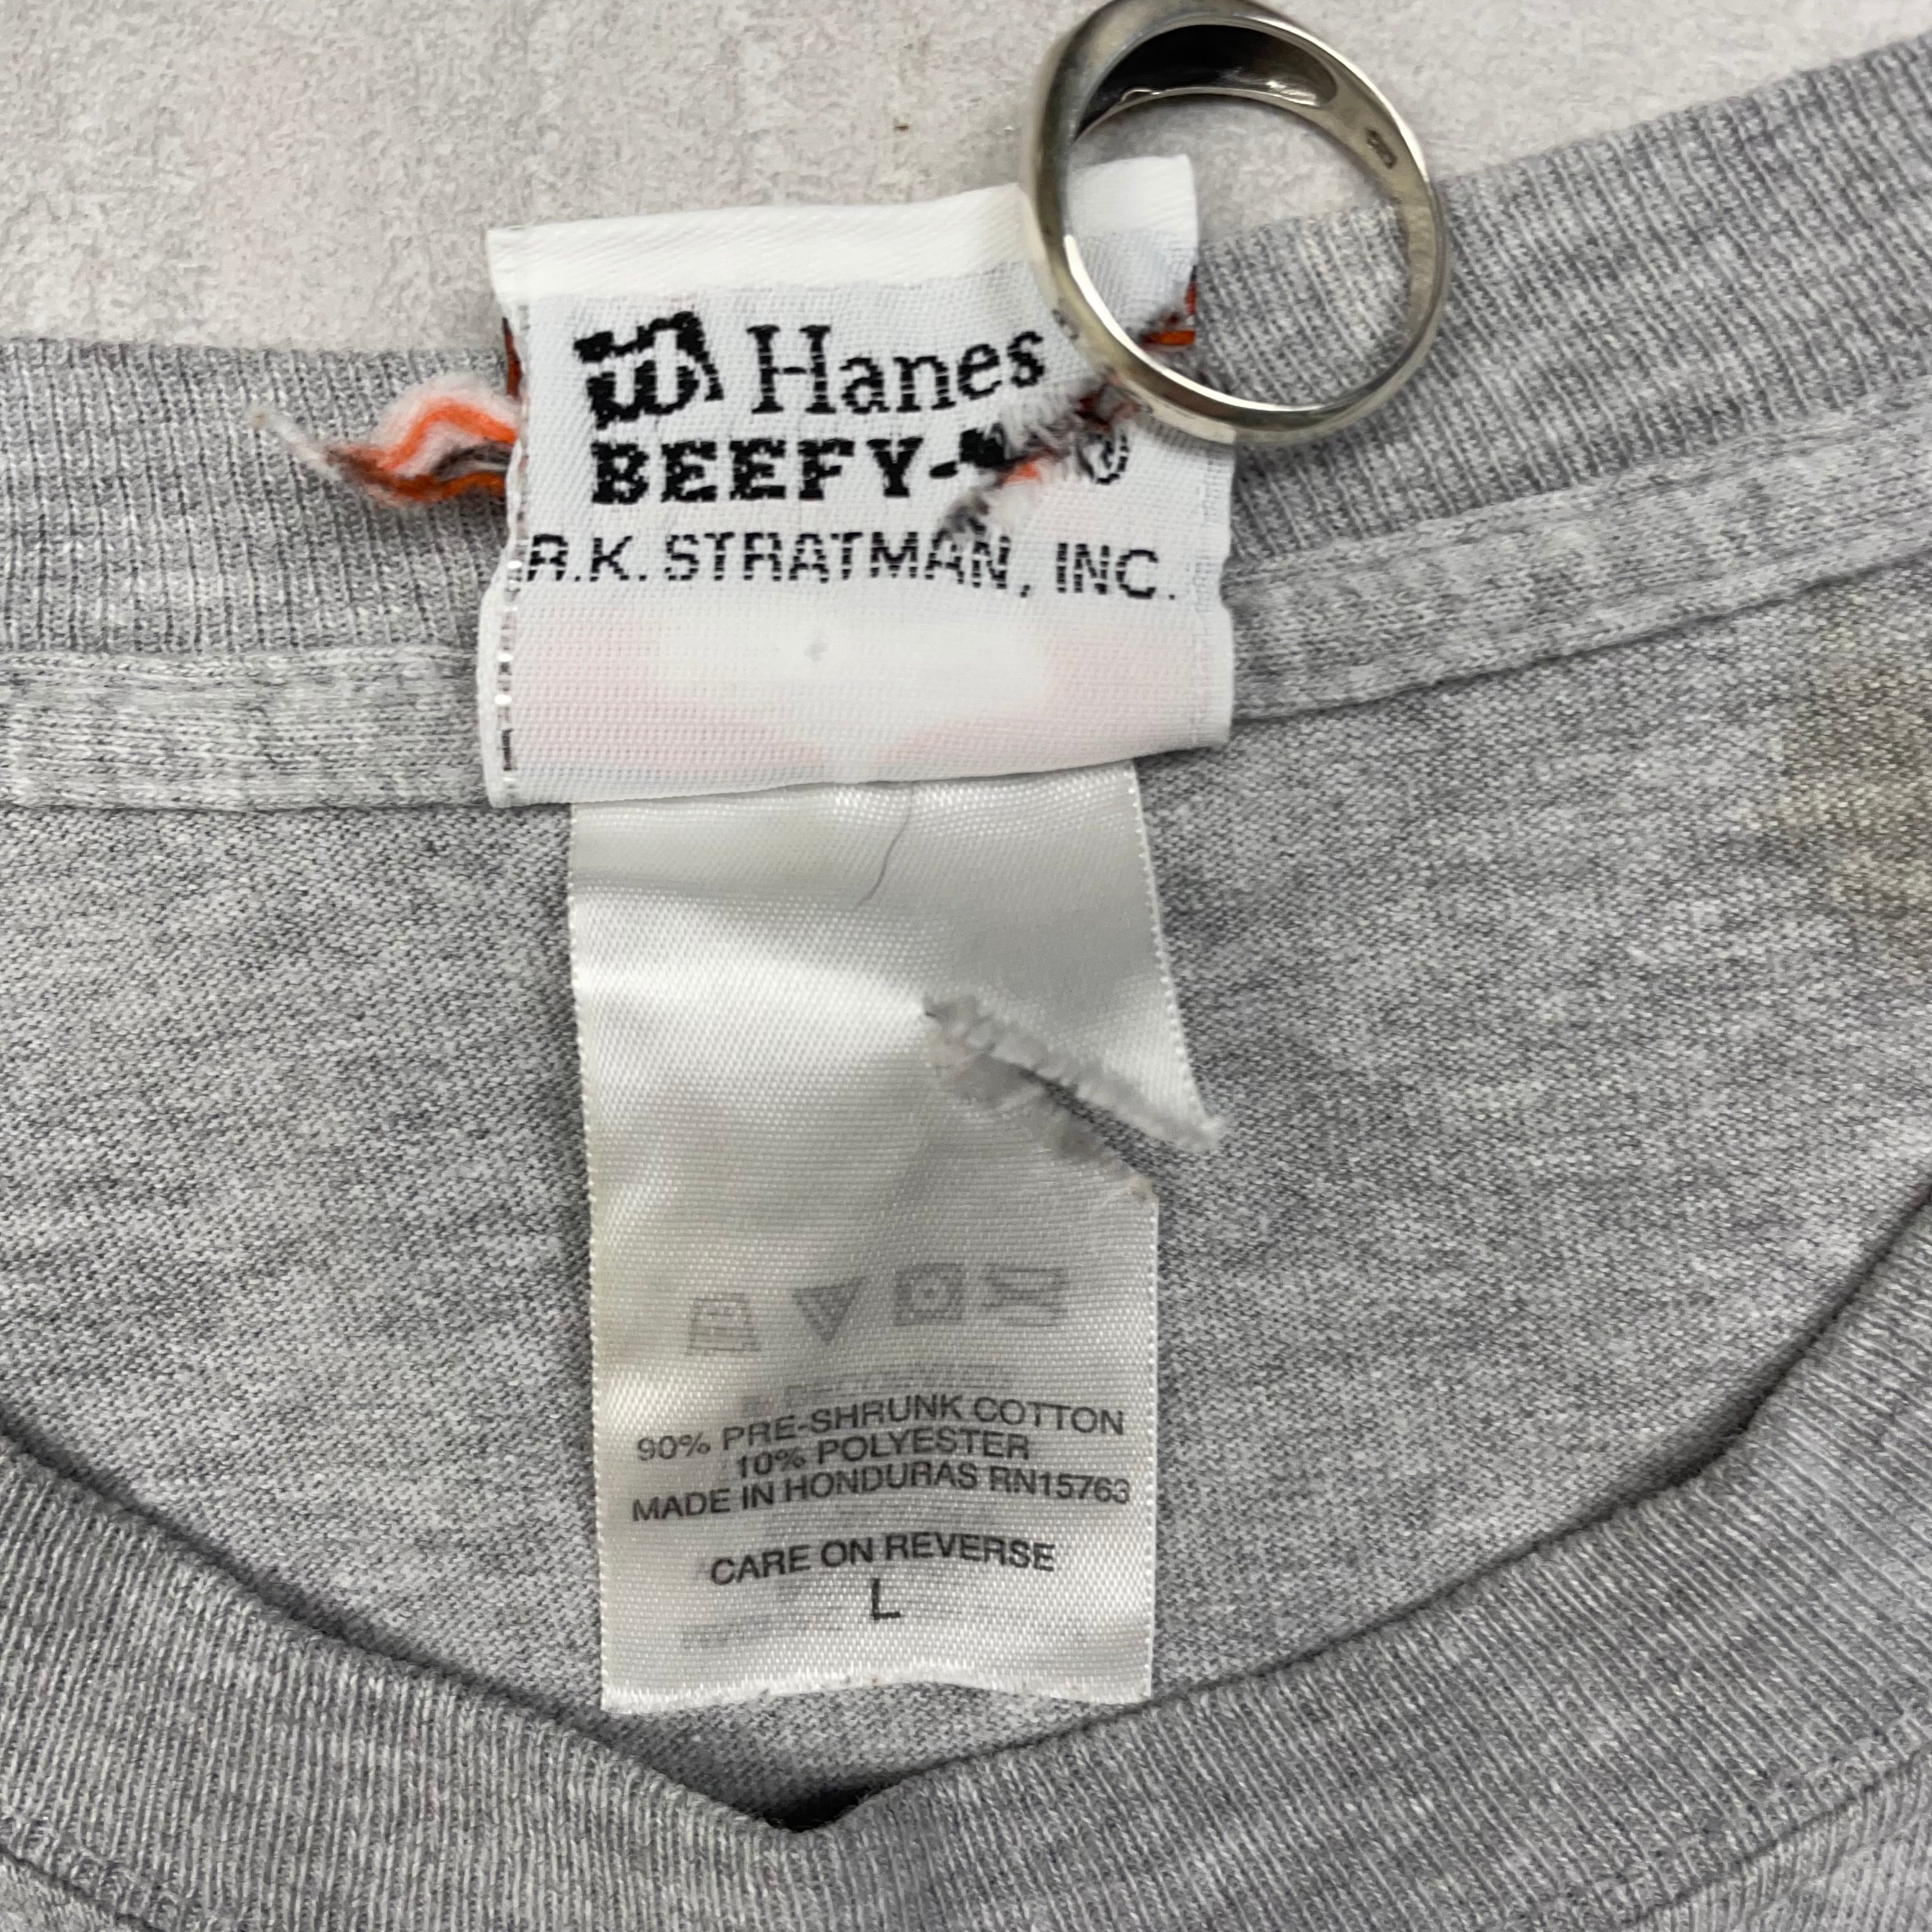 Hanes
BEEFY-
R.K. STRATMAN, INC.
90% PRE-SHRUNK COTTON
10% POLYESTER
MADE IN HONDURAS RN15763
CARE ON REVERSE
L